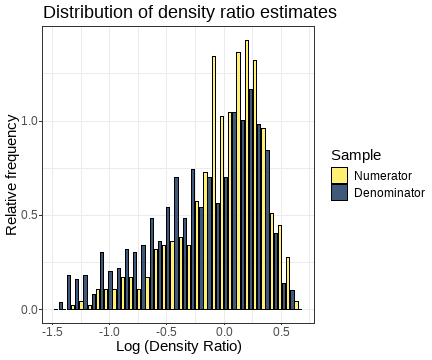 Distribution of density ratio estimates
Relative frequency
1.0
0.5
0.0
-1.5 -1.0 -0.5 0.0 0.5
Log (Density Ratio)
Sample
Numerator
Denominator